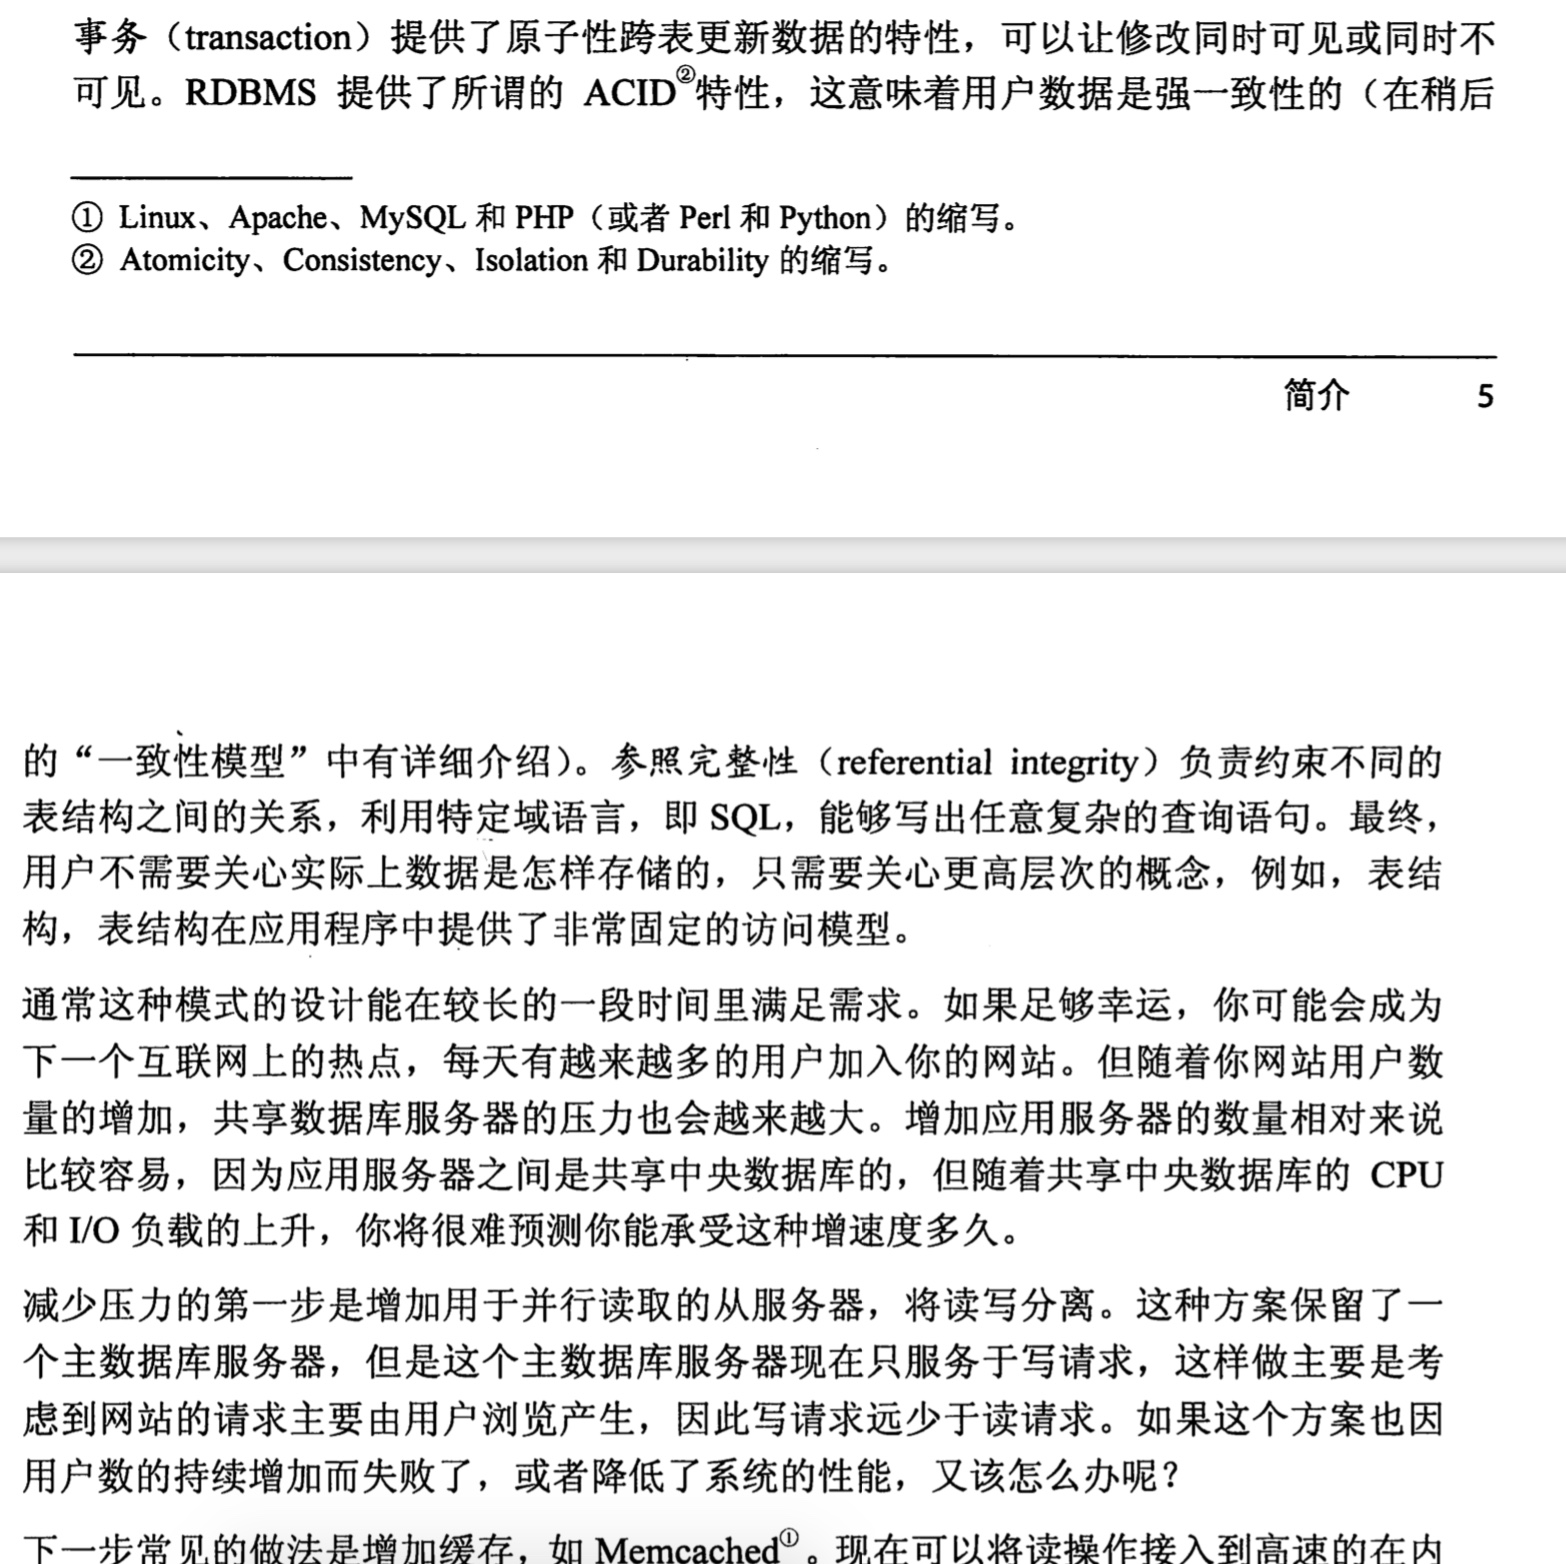 事务（transaction）提供了原子性跨表更新数据的特性，可以让修改同时可见或同时不
可见。RDBMS 提供了所谓的 ACID②特性，这意味着用户数据是强一致性的（在稍后
① Linux、Apache、MySQL 和 PHP（或者 Perl 和 Python）的缩写。
② Atomicity、Consistency、Isolation 和 Durability 的缩写。
简介 5
的“一致性模型”中有详细介绍）。参照完整性（referential integrity）负责约束不同的
表结构之间的关系，利用特定域语言，即 SQL，能够写出任意复杂的查询语句。最终，
用户不需要关心实际上数据是怎样存储的，只需要关心更高层次的概念，例如，表结
构，表结构在应用程序中提供了非常固定的访问模型。
通常这种模式的设计能在较长的一段时间里满足需求。如果足够幸运，你可能会成为
下一个互联网上的热点，每天有越来越多的用户加入你的网站。但随着你网站用户数
量的增加，共享数据库服务器的压力也会越来越大。增加应用服务器的数量相对来说
比较容易，因为应用服务器之间是共享中央数据库的，但随着共享中央数据库的 CPU
和 I/O 负载的上升，你将很难预测你能承受这种增速度多久。
减少压力的第一步是增加用于并行读取的从服务器，将读写分离。这种方案保留了一
个主数据库服务器，但是这个主数据库服务器现在只服务于写请求，这样做主要是考
虑到网站的请求主要由用户浏览产生，因此写请求远少于读请求。如果这个方案也因
用户数的持续增加而失败了，或者降低了系统的性能，又该怎么办呢？
下一步常见的做法是增加缓存，如 Memcached①。现在可以将读操作接入到高速的在内